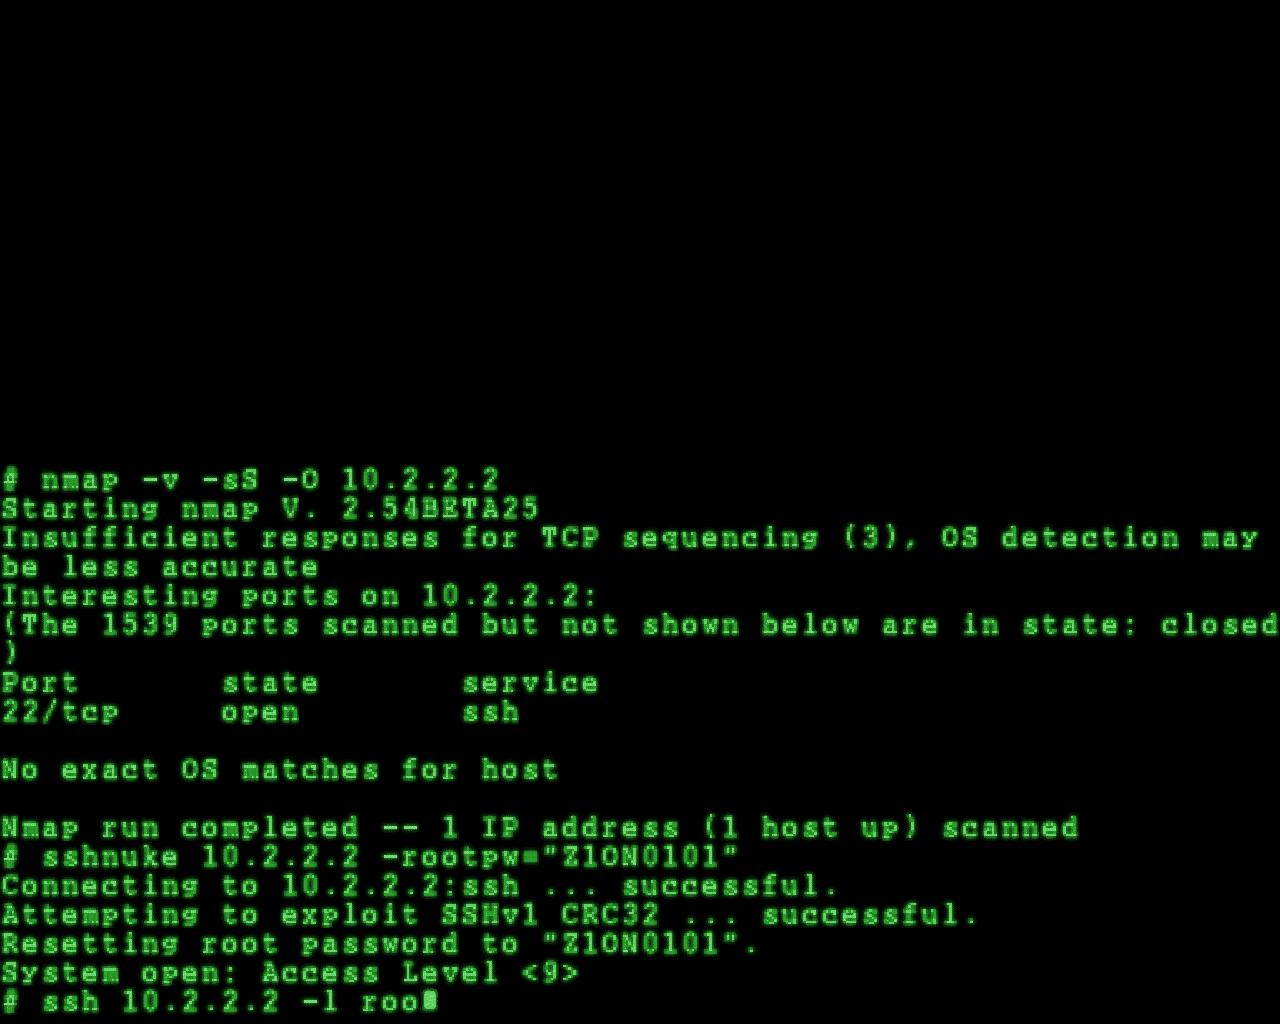 # nmap -v -sS -O 10.2.2.2
Starting nmap V. 2.54BETA25
Insufficient responses for TCP sequencing (3), OS detection may
be less accurate
Interesting ports on 10.2.2.2:
(The 1539 ports scanned but not shown below are in state: closed
)
Port state service
22/tcp open ssh
No exact OS matches for host
Nmap run completed -- 1 IP address (1 host up) scanned
# sshnuke 10.2.2.2 -rootpw="Z1ON0101"
Connecting to 10.2.2.2:ssh ... successful.
Attempting to exploit SSHv1 CRC32 ... successful.
Resetting root password to "Z1ON0101".
System open: Access Level <9>
# ssh 10.2.2.2 -l roo